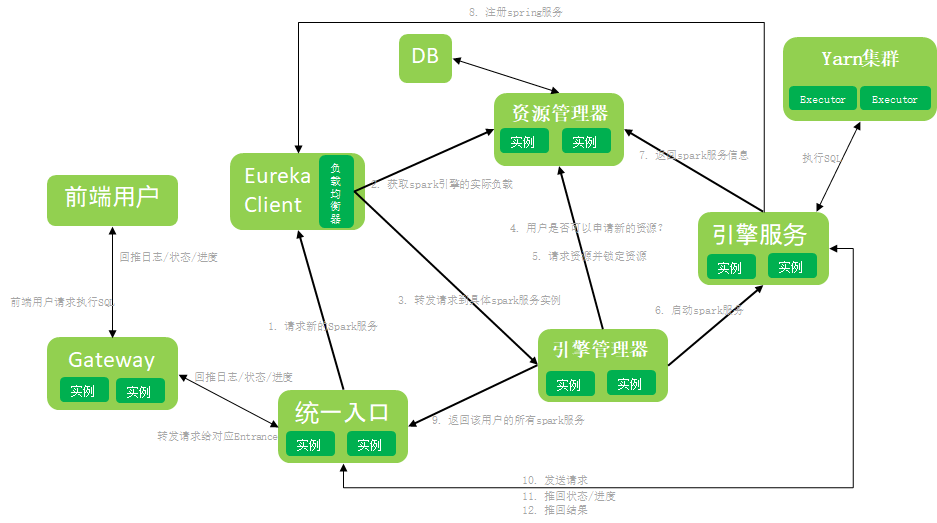 8. 注册spring服务
DB
Yarn集群
Executor
Executor
资源管理器
实例
实例
7. 返回spark服务信息
执行SQL
Eureka
Client
负载均衡器
2. 获取spark引擎的实际负载
前端用户
4. 用户是否可以申请新的资源?
引擎服务
实例
实例
回推日志/状态/进度
5. 请求资源并锁定资源
前端用户请求执行SQL
3. 转发请求到具体spark服务实例
6. 启动spark服务
1. 请求新的Spark服务
Gateway
实例
实例
引擎管理器
实例
实例
回推日志/状态/进度
统一入口
实例
实例
9. 返回该用户的所有spark服务
转发请求给对应Entrance
10. 发送请求
11. 推回状态/进度
12. 推回结果